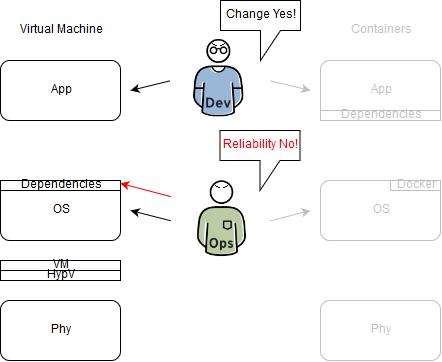 Virtual Machine
Change Yes!
Containers
App
Dev
App
Dependencies
Reliability No!
Dependencies
OS
Ops
Docker
OS
VM
HypV
Phy
Phy